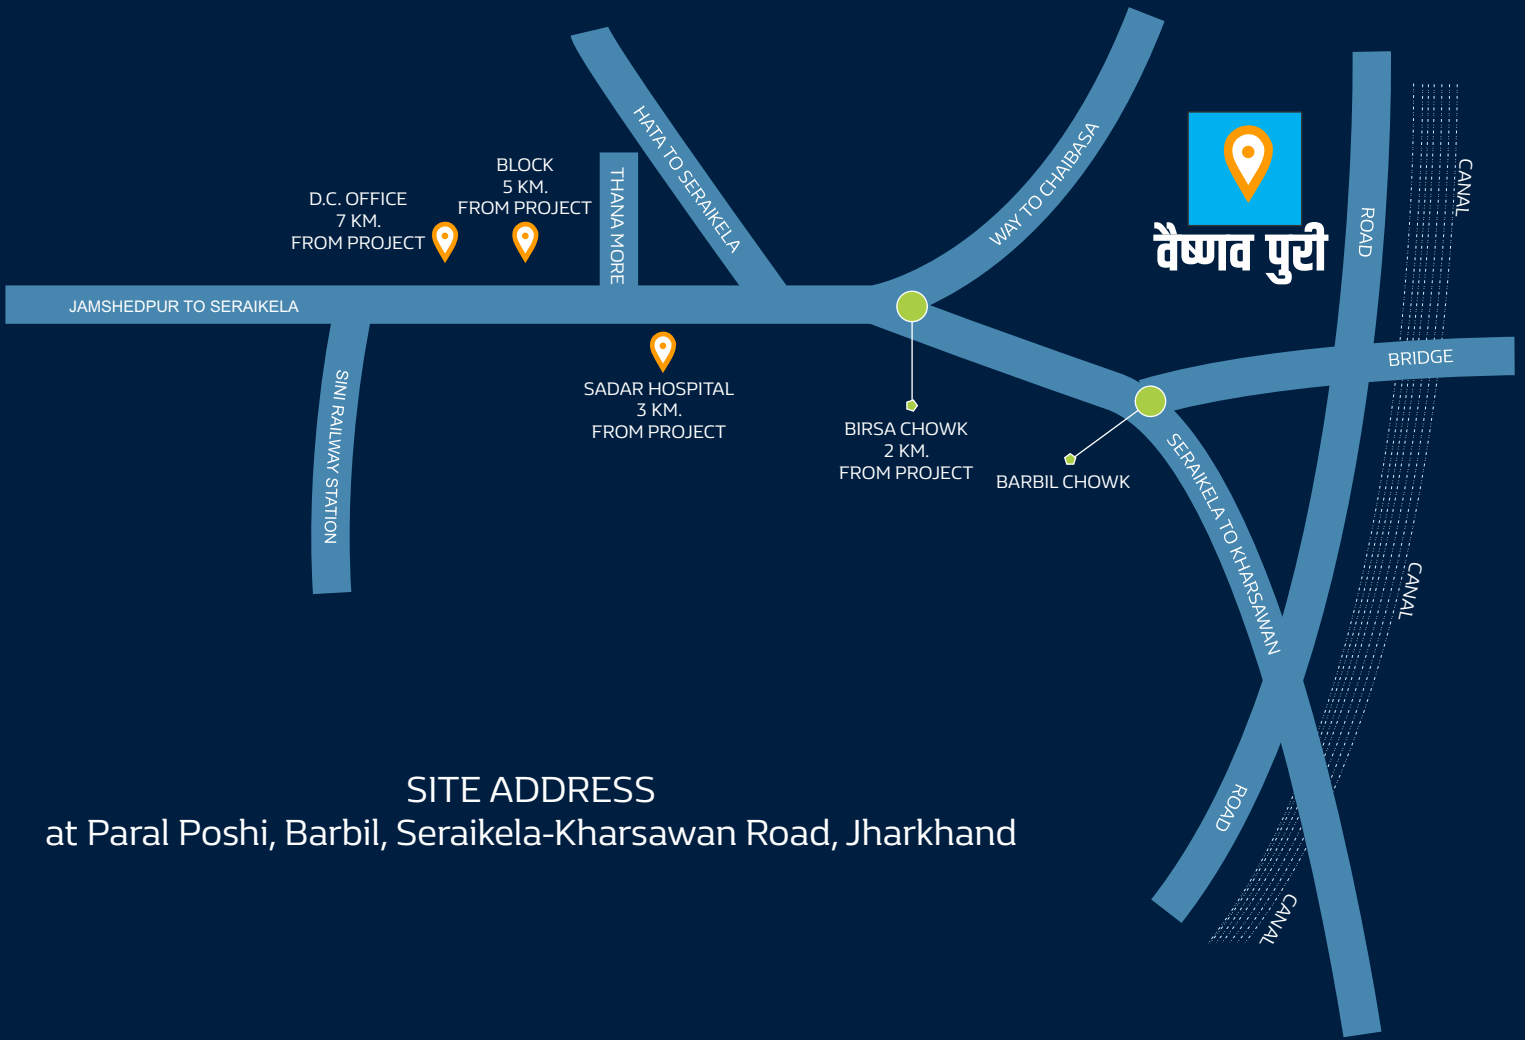 HATA TO SERAIKELA
WAY TO CHAIBASA
BLOCK
5 KM.
FROM PROJECT
D.C. OFFICE
7 KM.
FROM PROJECT
THANA MORE
वैष्णव पुरी
ROAD
CANAL
JAMSHEDPUR TO SERAIKELA
BRIDGE
SINI RAILWAY STATION
SADAR HOSPITAL
3 KM.
FROM PROJECT
BIRSA CHOWK
2 KM.
FROM PROJECT
BARBIL CHOWK
SERAIKELA TO KHARSAWAN
CANAL
SITE ADDRESS
at Paral Poshi, Barbil, Seraikela-Kharsawan Road, Jharkhand
ROAD
CANAL